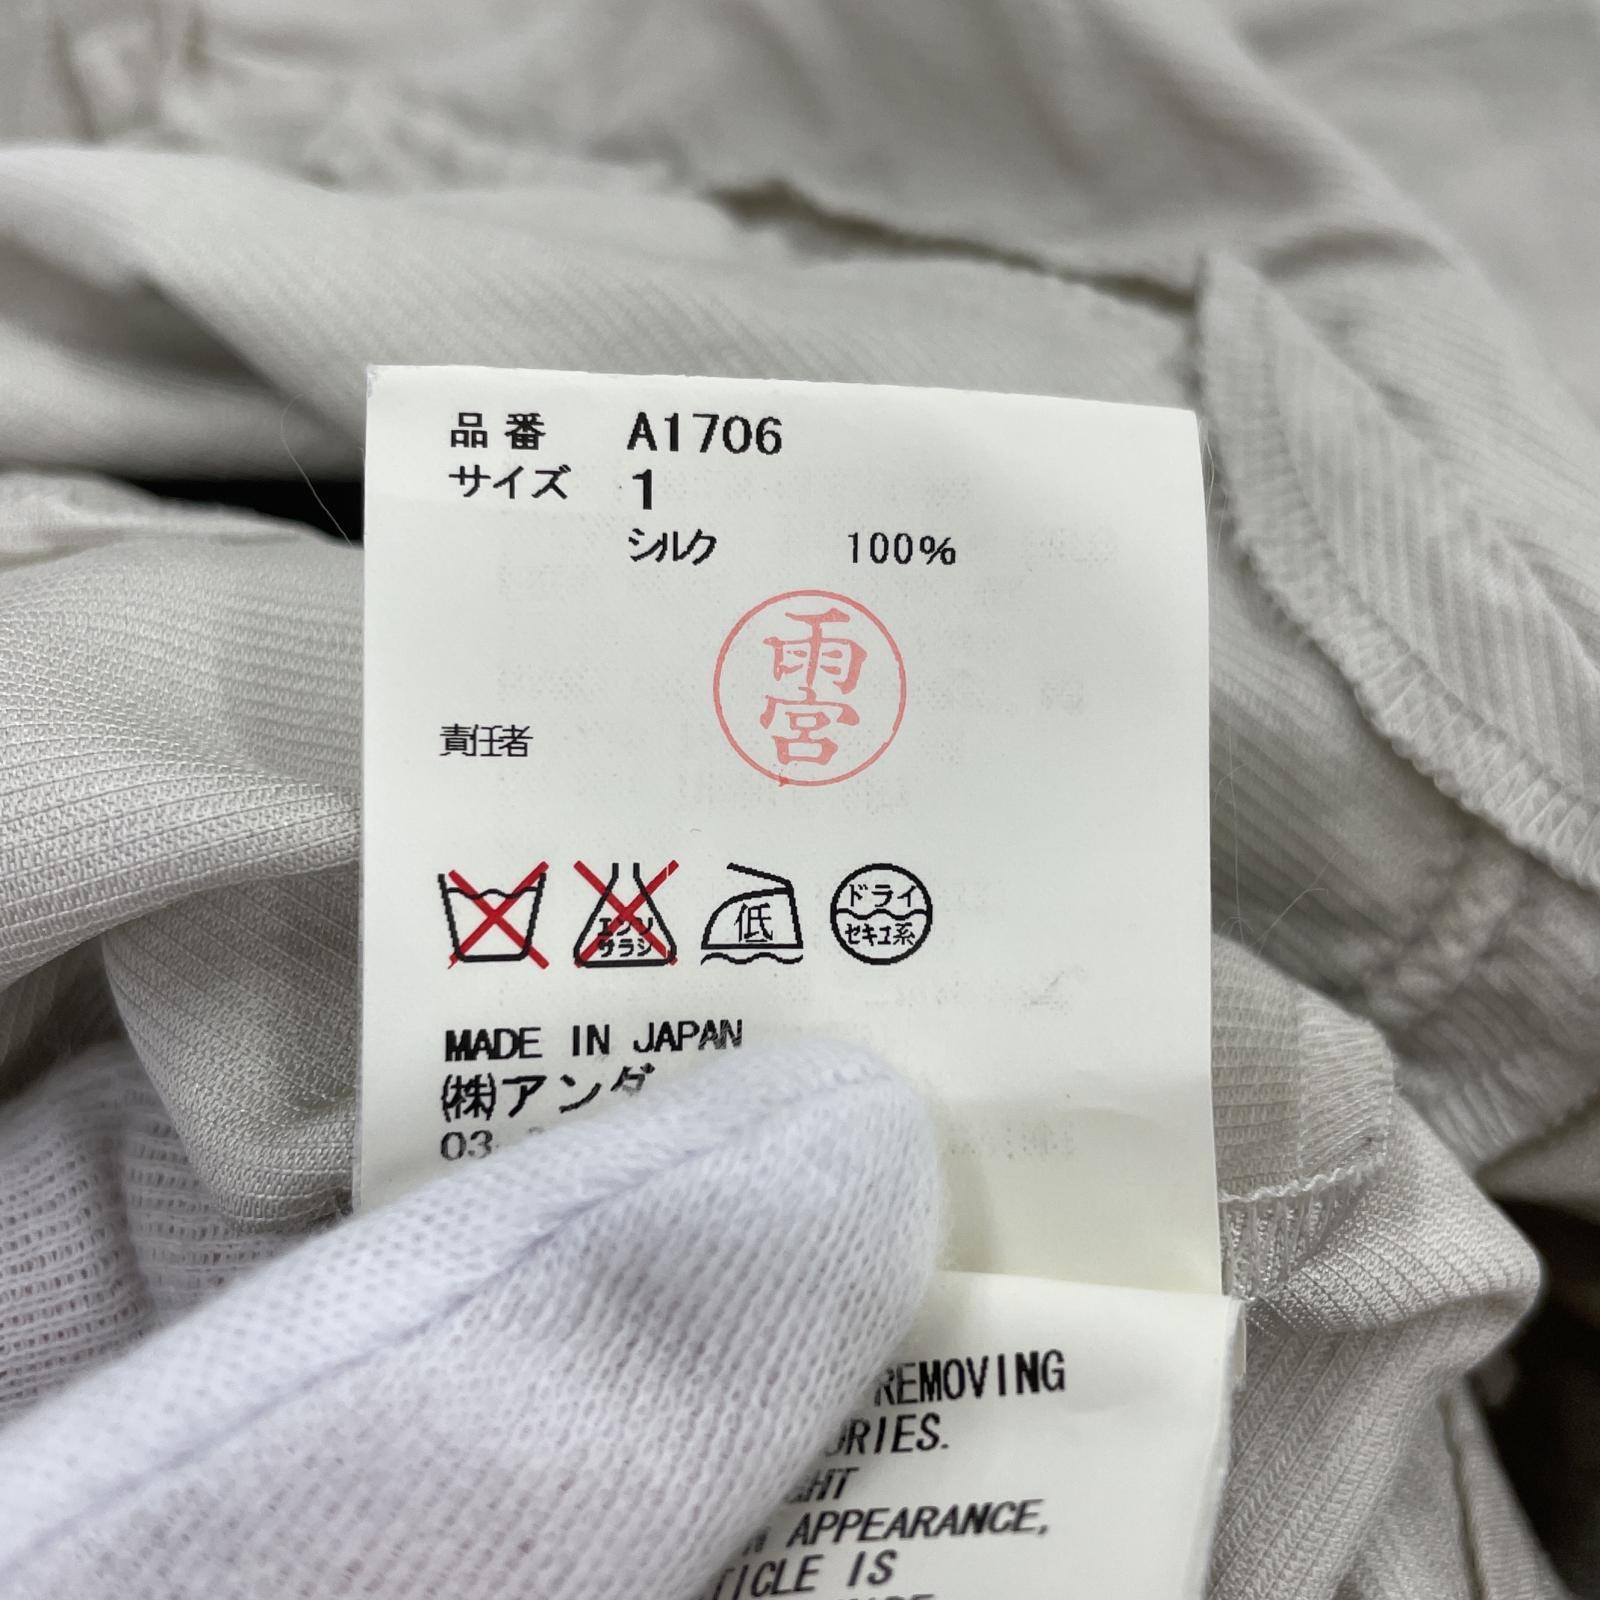 品番 A1706
サイズ 1
シルク 100%
雨宮
責任者
エンソ
サラシ
低
ドライ
セキユ系
MADE IN JAPAN
(株)アンダ
03-
REMOVING
APPEARANCE,
IS